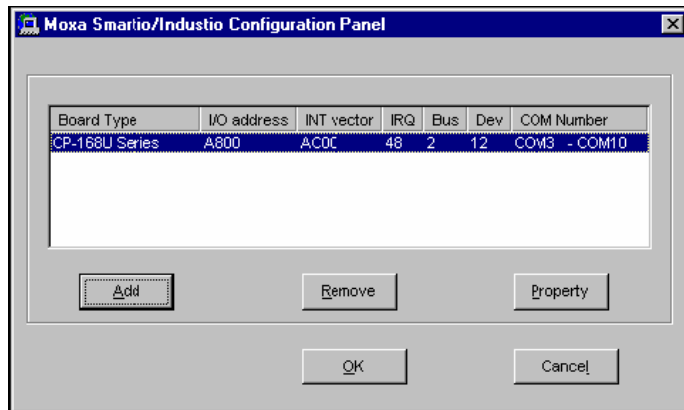 Moxa Smartio/Industio Configuration Panel
Board Type I/O address INT vector IRQ Bus Dev COM Number
CP-168U Series A800 AC00 48 2 12 COM3 - COM10
Add Remove Property
OK Cancel